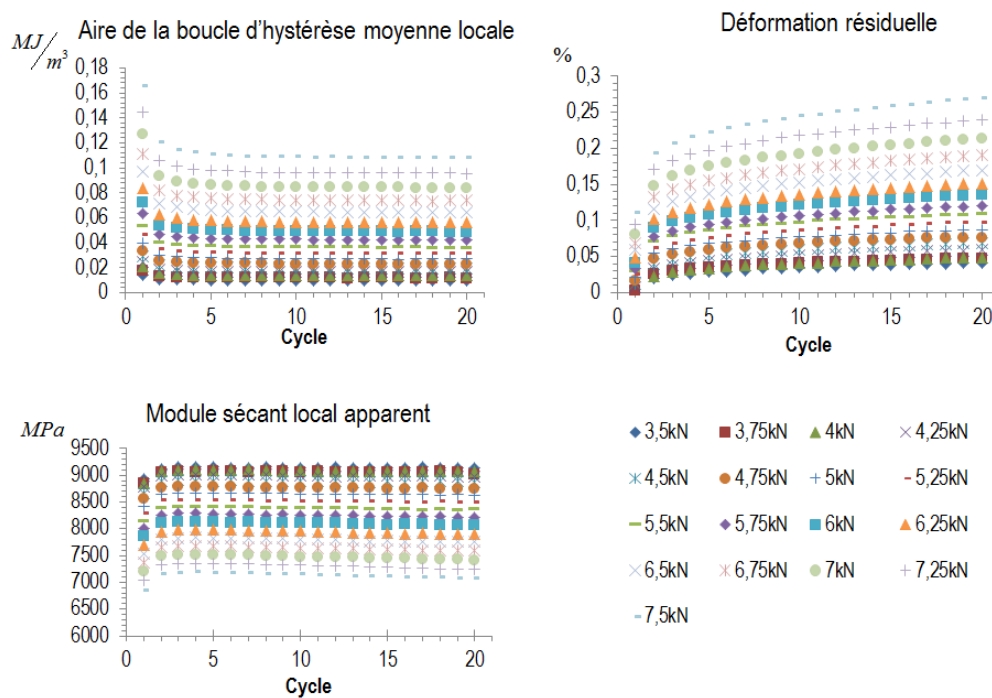 Aire de la boucle d'hystérèse moyenne locale
MJ/m³
0,18
0,16
0,14
0,12
0,1
0,08
0,06
0,04
0,02
0
0 5 10 15 20
Cycle
Déformation résiduelle
%
0,3
0,25
0,2
0,15
0,1
0,05
0
0 5 10 15 20
Cycle
Module sécant local apparent
MPa
9500
9000
8500
8000
7500
7000
6500
6000
0 5 10 15 20
Cycle
3,5kN 3,75kN 4kN 4,25kN
4,5kN 4,75kN 5kN 5,25kN
5,5kN 5,75kN 6kN 6,25kN
6,5kN 6,75kN 7kN 7,25kN
7,5kN